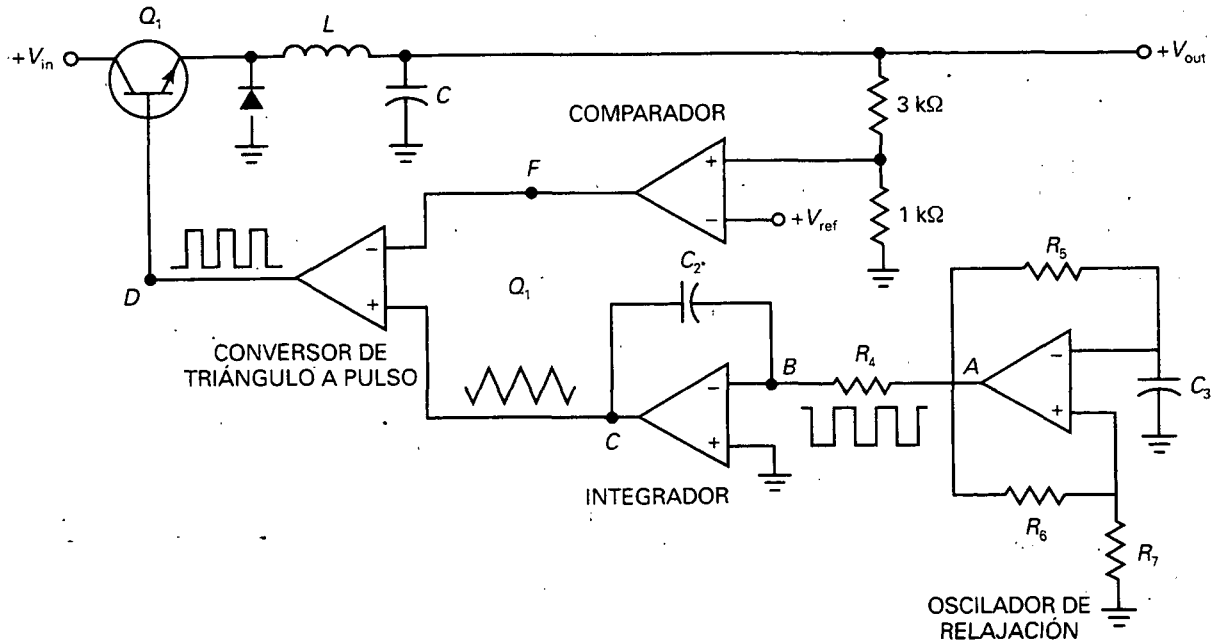 Q1
L
+Vin
+Vout
C
3 kΩ
COMPARADOR
+
F
−
+Vref
1 kΩ
R5
C2
−
Q1
D
+
B
R4
A
−
C3
CONVERSOR DE
TRIÁNGULO A PULSO
−
+
C
+
INTEGRADOR
R6
R7
OSCILADOR DE
RELAJACIÓN